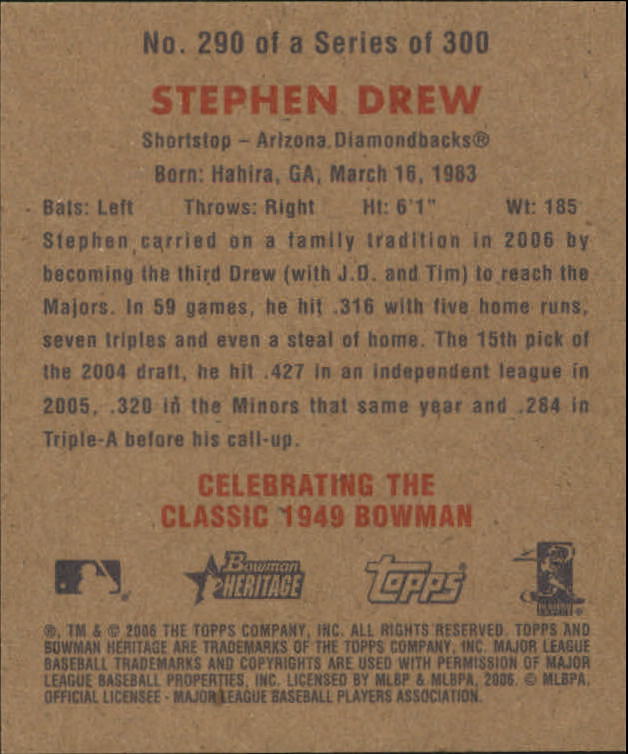 No. 290 of a Series of 300
STEPHEN DREW
Shortstop – Arizona Diamondbacks®
Born: Hahira, GA, March 16, 1983
Bats: Left Throws: Right Ht: 6'1" Wt: 185
Stephen carried on a family tradition in 2006 by
becoming the third Drew (with J.D. and Tim) to reach the
Majors. In 59 games, he hit .316 with five home runs,
seven triples and even a steal of home. The 15th pick of
the 2004 draft, he hit .427 in an independent league in
2005, .320 in the Minors that same year and .284 in
Triple-A before his call-up.
CELEBRATING THE
CLASSIC 1949 BOWMAN
Bowman
HERITAGE
topps®
®, TM & © 2006 THE TOPPS COMPANY, INC. ALL RIGHTS RESERVED. TOPPS AND
BOWMAN HERITAGE ARE TRADEMARKS OF THE TOPPS COMPANY, INC. MAJOR LEAGUE
BASEBALL TRADEMARKS AND COPYRIGHTS ARE USED WITH PERMISSION OF MAJOR
LEAGUE BASEBALL PROPERTIES, INC. LICENSED BY MLBP & MLBPA, 2006. © MLBPA.
OFFICIAL LICENSEE - MAJOR LEAGUE BASEBALL PLAYERS ASSOCIATION.